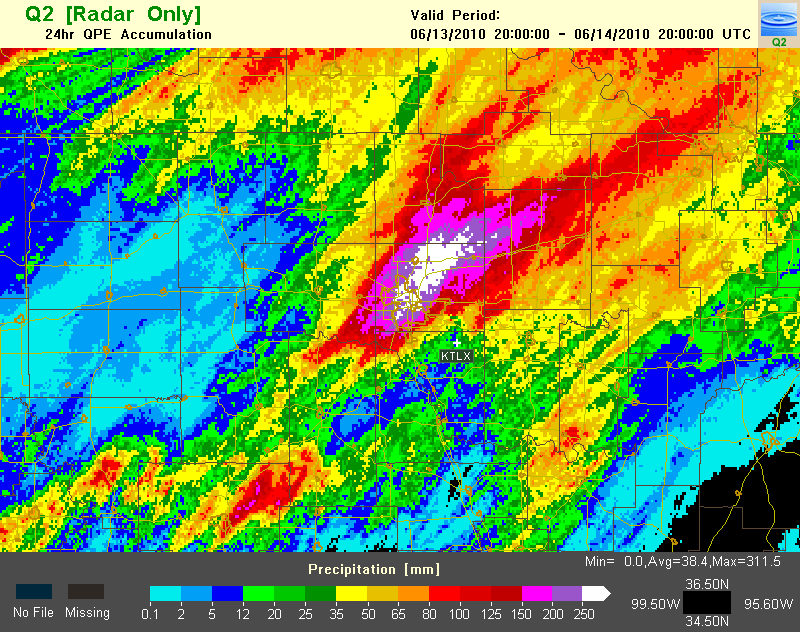 Q2 [Radar Only]
24hr QPE Accumulation
Valid Period:
06/13/2010 20:00:00 - 06/14/2010 20:00:00 UTC
Q2
KTLX
Min= 0.0,Avg=38.4,Max=311.5
Precipitation [mm]
No File Missing
0.1 2 5 12 20 25 35 50 65 80 100 125 150 200 250
36.50N
99.50W 95.60W
34.50N